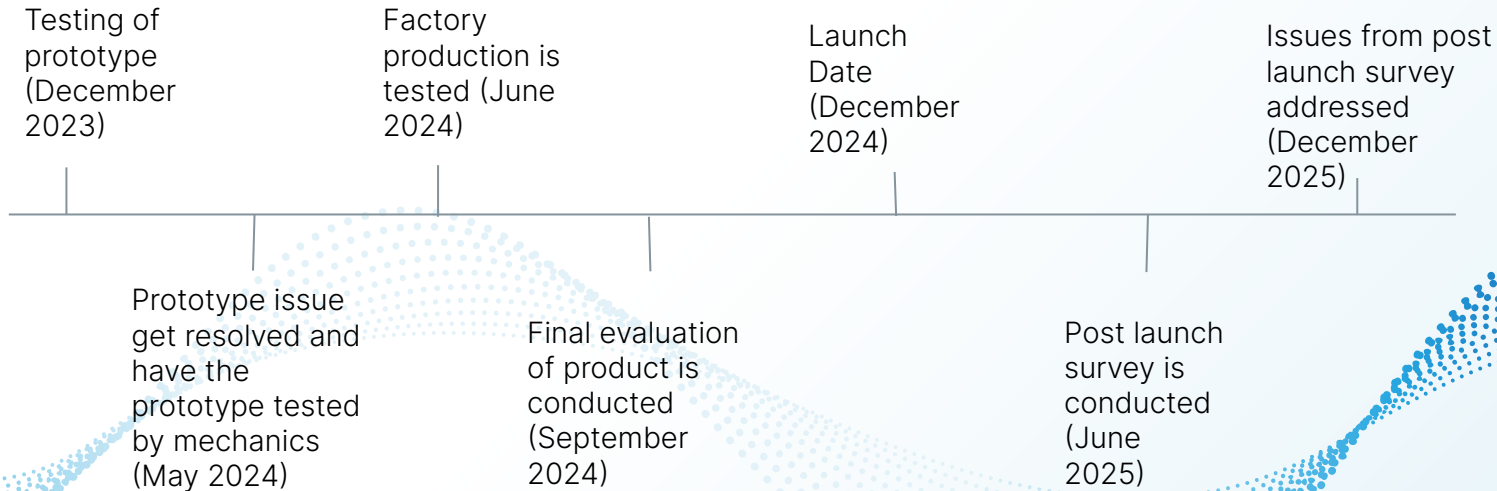 Testing of
prototype
(December
2023)
Prototype issue
get resolved and
have the
prototype tested
by mechanics
(May 2024)
Factory
production is
tested (June
2024)
Final evaluation
of product is
conducted
(September
2024)
Launch
Date
(December
2024)
Post launch
survey is
conducted
(June
2025)
Issues from post
launch survey
addressed
(December
2025)